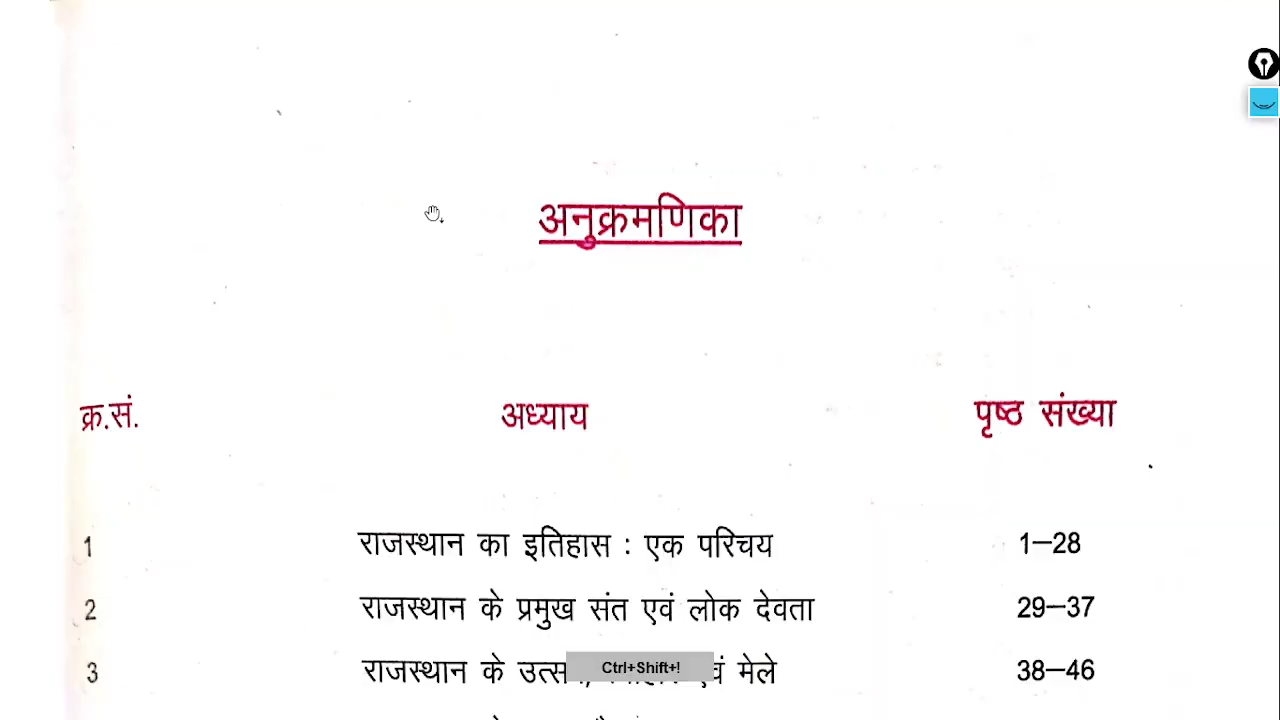 अनुक्रमणिका
क्र.सं. अध्याय पृष्ठ संख्या
1 राजस्थान का इतिहास : एक परिचय 1–28
2 राजस्थान के प्रमुख संत एवं लोक देवता 29–37
3 राजस्थान के एवं मेले 38–46
Ctrl+Shift+!